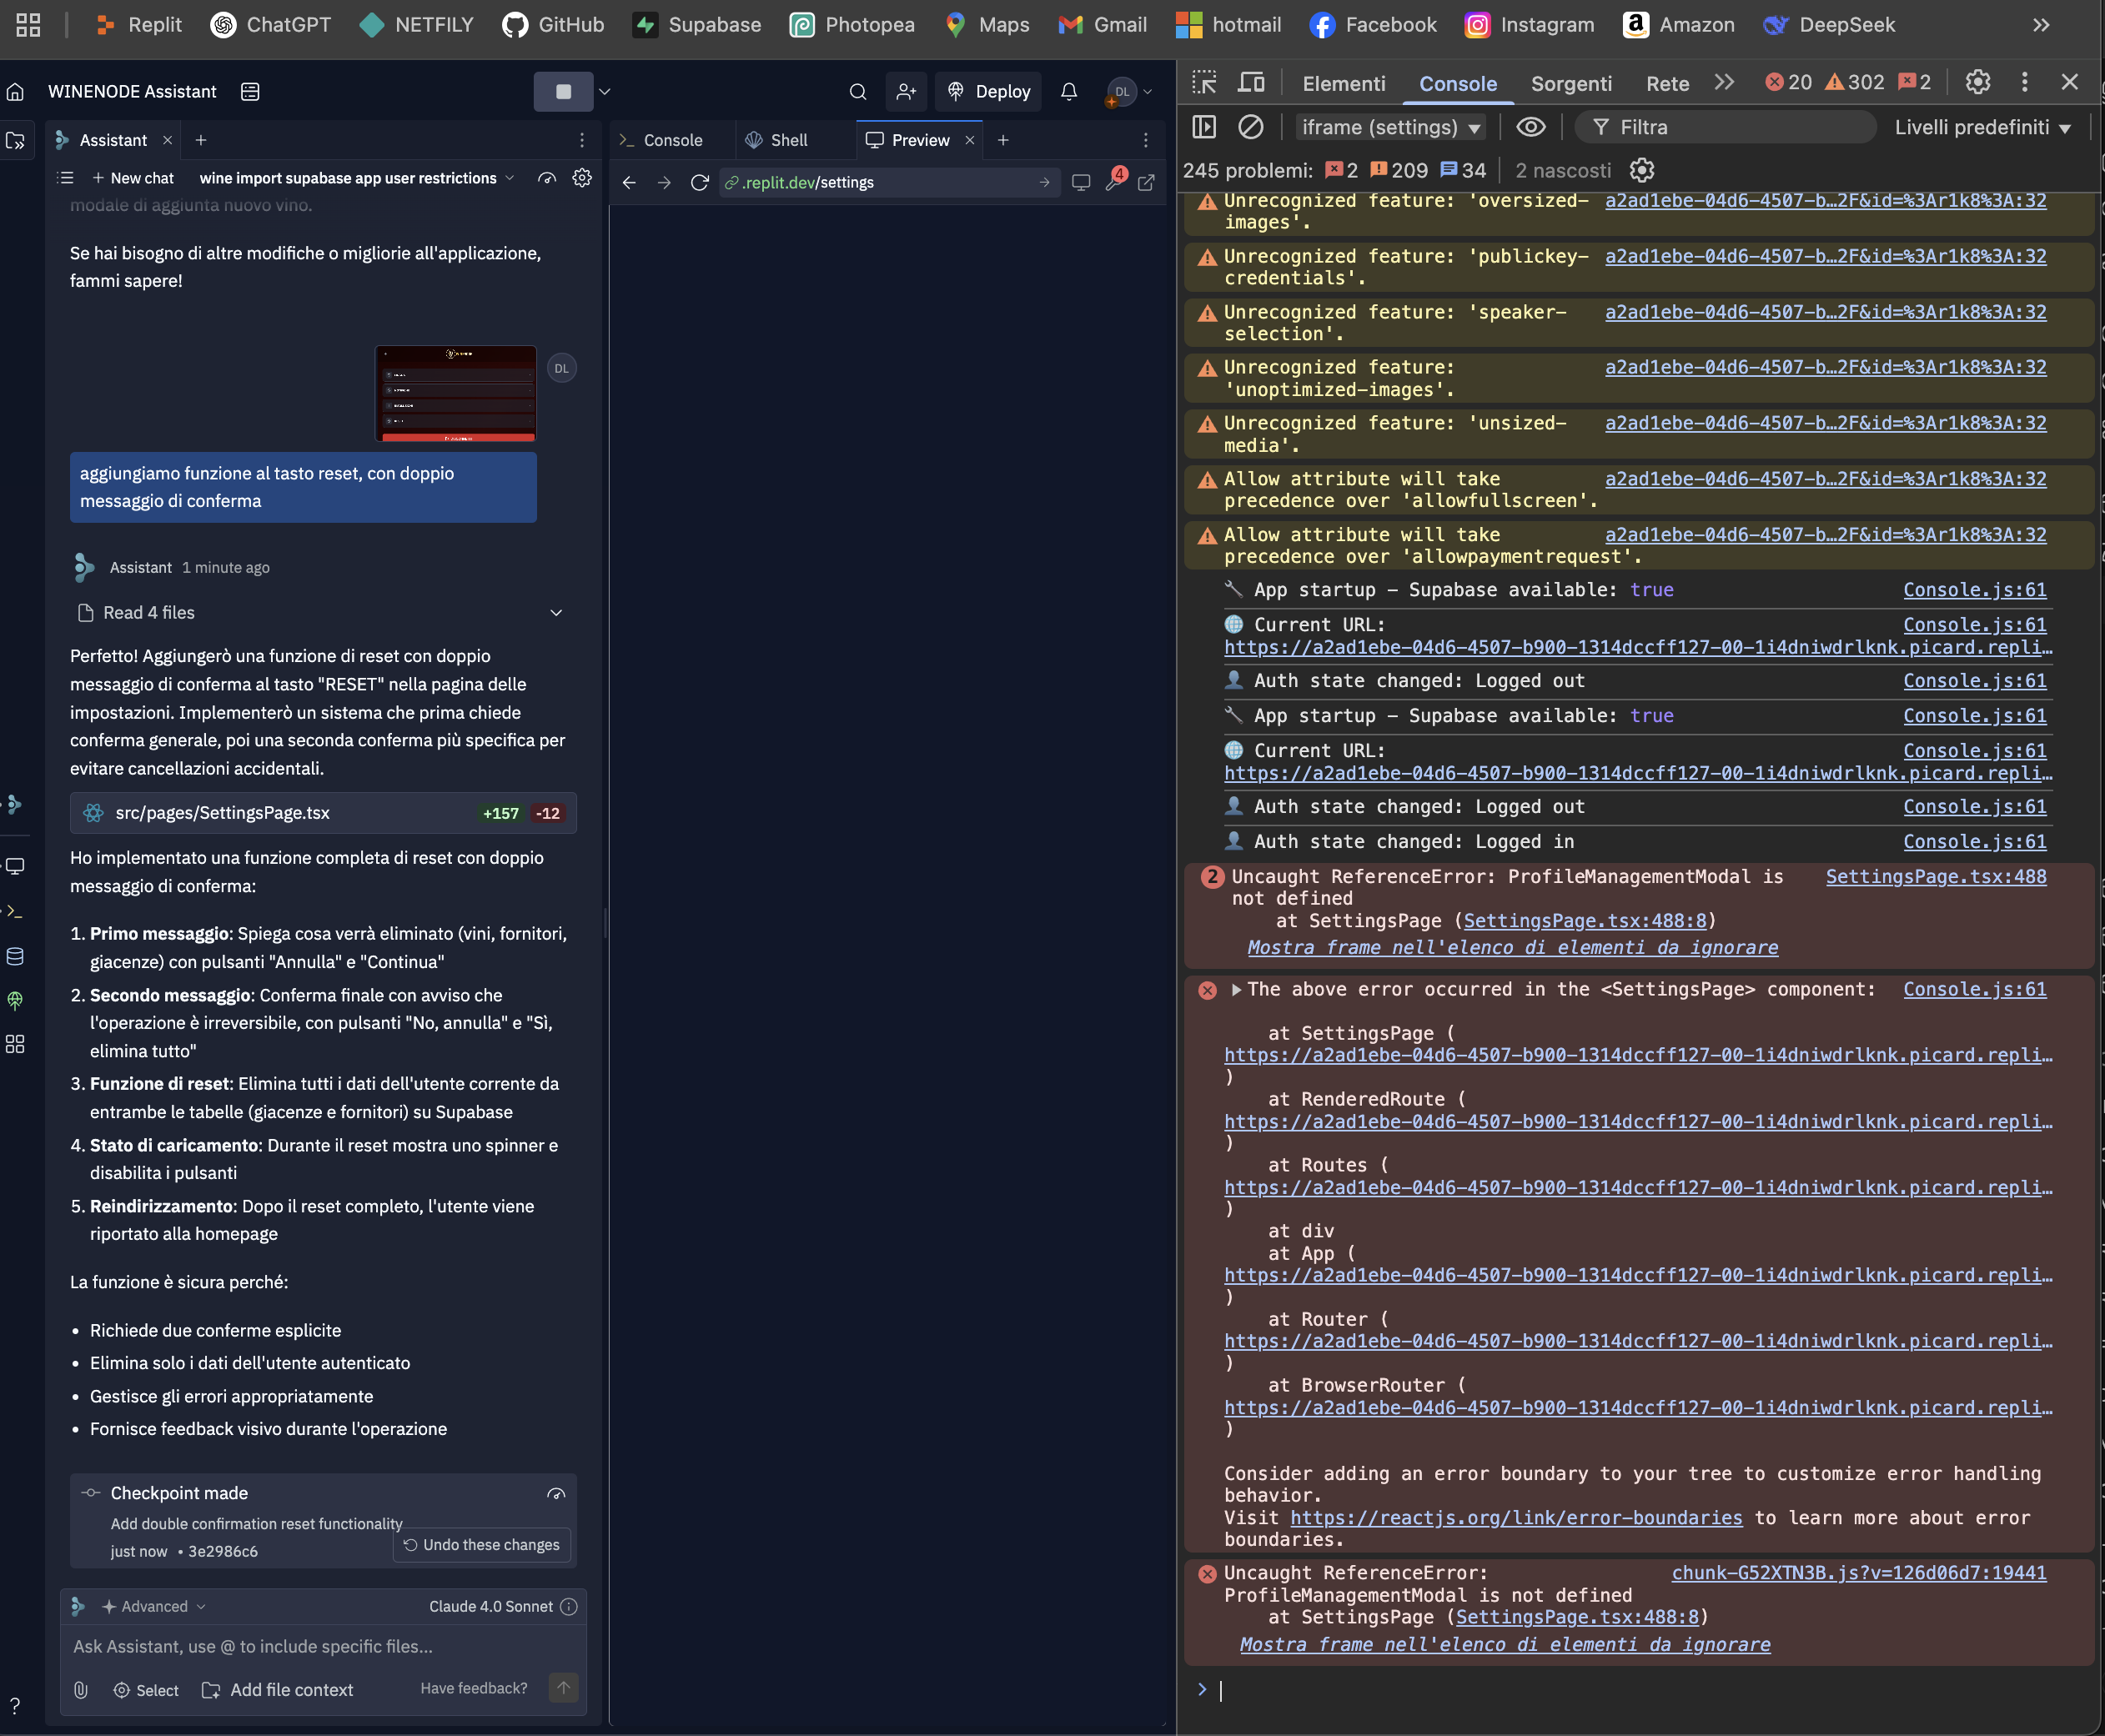 Replit
ChatGPT
NETFILY
GitHub
Supabase
Photopea
Maps
Gmail
hotmail
Facebook
Instagram
Amazon
DeepSeek
WINENODE Assistant
Deploy
DL
Assistant
New chat
wine import supabase app user restrictions
modale di aggiunta nuovo vino.
Se hai bisogno di altre modifiche o migliorie all'applicazione,
fammi sapere!
DL
aggiungiamo funzione al tasto reset, con doppio
messaggio di conferma
Assistant 1 minute ago
Read 4 files
Perfetto! Aggiungerò una funzione di reset con doppio
messaggio di conferma al tasto "RESET" nella pagina delle
impostazioni. Implementerò un sistema che prima chiede
conferma generale, poi una seconda conferma più specifica per
evitare cancellazioni accidentali.
src/pages/SettingsPage.tsx +157 -12
Ho implementato una funzione completa di reset con doppio
messaggio di conferma:
1. Primo messaggio: Spiega cosa verrà eliminato (vini, fornitori,
giacenze) con pulsanti "Annulla" e "Continua"
2. Secondo messaggio: Conferma finale con avviso che
l'operazione è irreversibile, con pulsanti "No, annulla" e "Sì,
elimina tutto"
3. Funzione di reset: Elimina tutti i dati dell'utente corrente da
entrambe le tabelle (giacenze e fornitori) su Supabase
4. Stato di caricamento: Durante il reset mostra uno spinner e
disabilita i pulsanti
5. Reindirizzamento: Dopo il reset completo, l'utente viene
riportato alla homepage
La funzione è sicura perché:
• Richiede due conferme esplicite
• Elimina solo i dati dell'utente autenticato
• Gestisce gli errori appropriatamente
• Fornisce feedback visivo durante l'operazione
Checkpoint made
Add double confirmation reset functionality
just now • 3e2986c6
Undo these changes
Advanced
Claude 4.0 Sonnet
Ask Assistant, use @ to include specific files...
Select
Add file context
Have feedback?
Console
Shell
Preview
.replit.dev/settings
4
Elementi
Console
Sorgenti
Rete
20
302
2
iframe (settings)
Filtra
Livelli predefiniti
245 problemi: 2 209 34 2 nascosti
Unrecognized feature: 'oversized- a2ad1ebe-04d6-4507-b…2F&id=%3Ar1k8%3A:32
images'.
Unrecognized feature: 'publickey- a2ad1ebe-04d6-4507-b…2F&id=%3Ar1k8%3A:32
credentials'.
Unrecognized feature: 'speaker- a2ad1ebe-04d6-4507-b…2F&id=%3Ar1k8%3A:32
selection'.
Unrecognized feature: a2ad1ebe-04d6-4507-b…2F&id=%3Ar1k8%3A:32
'unoptimized-images'.
Unrecognized feature: 'unsized- a2ad1ebe-04d6-4507-b…2F&id=%3Ar1k8%3A:32
media'.
Allow attribute will take a2ad1ebe-04d6-4507-b…2F&id=%3Ar1k8%3A:32
precedence over 'allowfullscreen'.
Allow attribute will take a2ad1ebe-04d6-4507-b…2F&id=%3Ar1k8%3A:32
precedence over 'allowpaymentrequest'.
App startup – Supabase available: true Console.js:61
Current URL: Console.js:61
https://a2ad1ebe-04d6-4507-b900-1314dccff127-00-1i4dniwdrlknk.picard.repli…
Auth state changed: Logged out Console.js:61
App startup – Supabase available: true Console.js:61
Current URL: Console.js:61
https://a2ad1ebe-04d6-4507-b900-1314dccff127-00-1i4dniwdrlknk.picard.repli…
Auth state changed: Logged out Console.js:61
Auth state changed: Logged in Console.js:61
2 Uncaught ReferenceError: ProfileManagementModal is SettingsPage.tsx:488
not defined
at SettingsPage (SettingsPage.tsx:488:8)
Mostra frame nell'elenco di elementi da ignorare
The above error occurred in the <SettingsPage> component: Console.js:61
at SettingsPage (
https://a2ad1ebe-04d6-4507-b900-1314dccff127-00-1i4dniwdrlknk.picard.repli…
)
at RenderedRoute (
https://a2ad1ebe-04d6-4507-b900-1314dccff127-00-1i4dniwdrlknk.picard.repli…
)
at Routes (
https://a2ad1ebe-04d6-4507-b900-1314dccff127-00-1i4dniwdrlknk.picard.repli…
)
at div
at App (
https://a2ad1ebe-04d6-4507-b900-1314dccff127-00-1i4dniwdrlknk.picard.repli…
)
at Router (
https://a2ad1ebe-04d6-4507-b900-1314dccff127-00-1i4dniwdrlknk.picard.repli…
)
at BrowserRouter (
https://a2ad1ebe-04d6-4507-b900-1314dccff127-00-1i4dniwdrlknk.picard.repli…
)
Consider adding an error boundary to your tree to customize error handling
behavior.
Visit https://reactjs.org/link/error-boundaries to learn more about error
boundaries.
Uncaught ReferenceError: chunk-G52XTN3B.js?v=126d06d7:19441
ProfileManagementModal is not defined
at SettingsPage (SettingsPage.tsx:488:8)
Mostra frame nell'elenco di elementi da ignorare